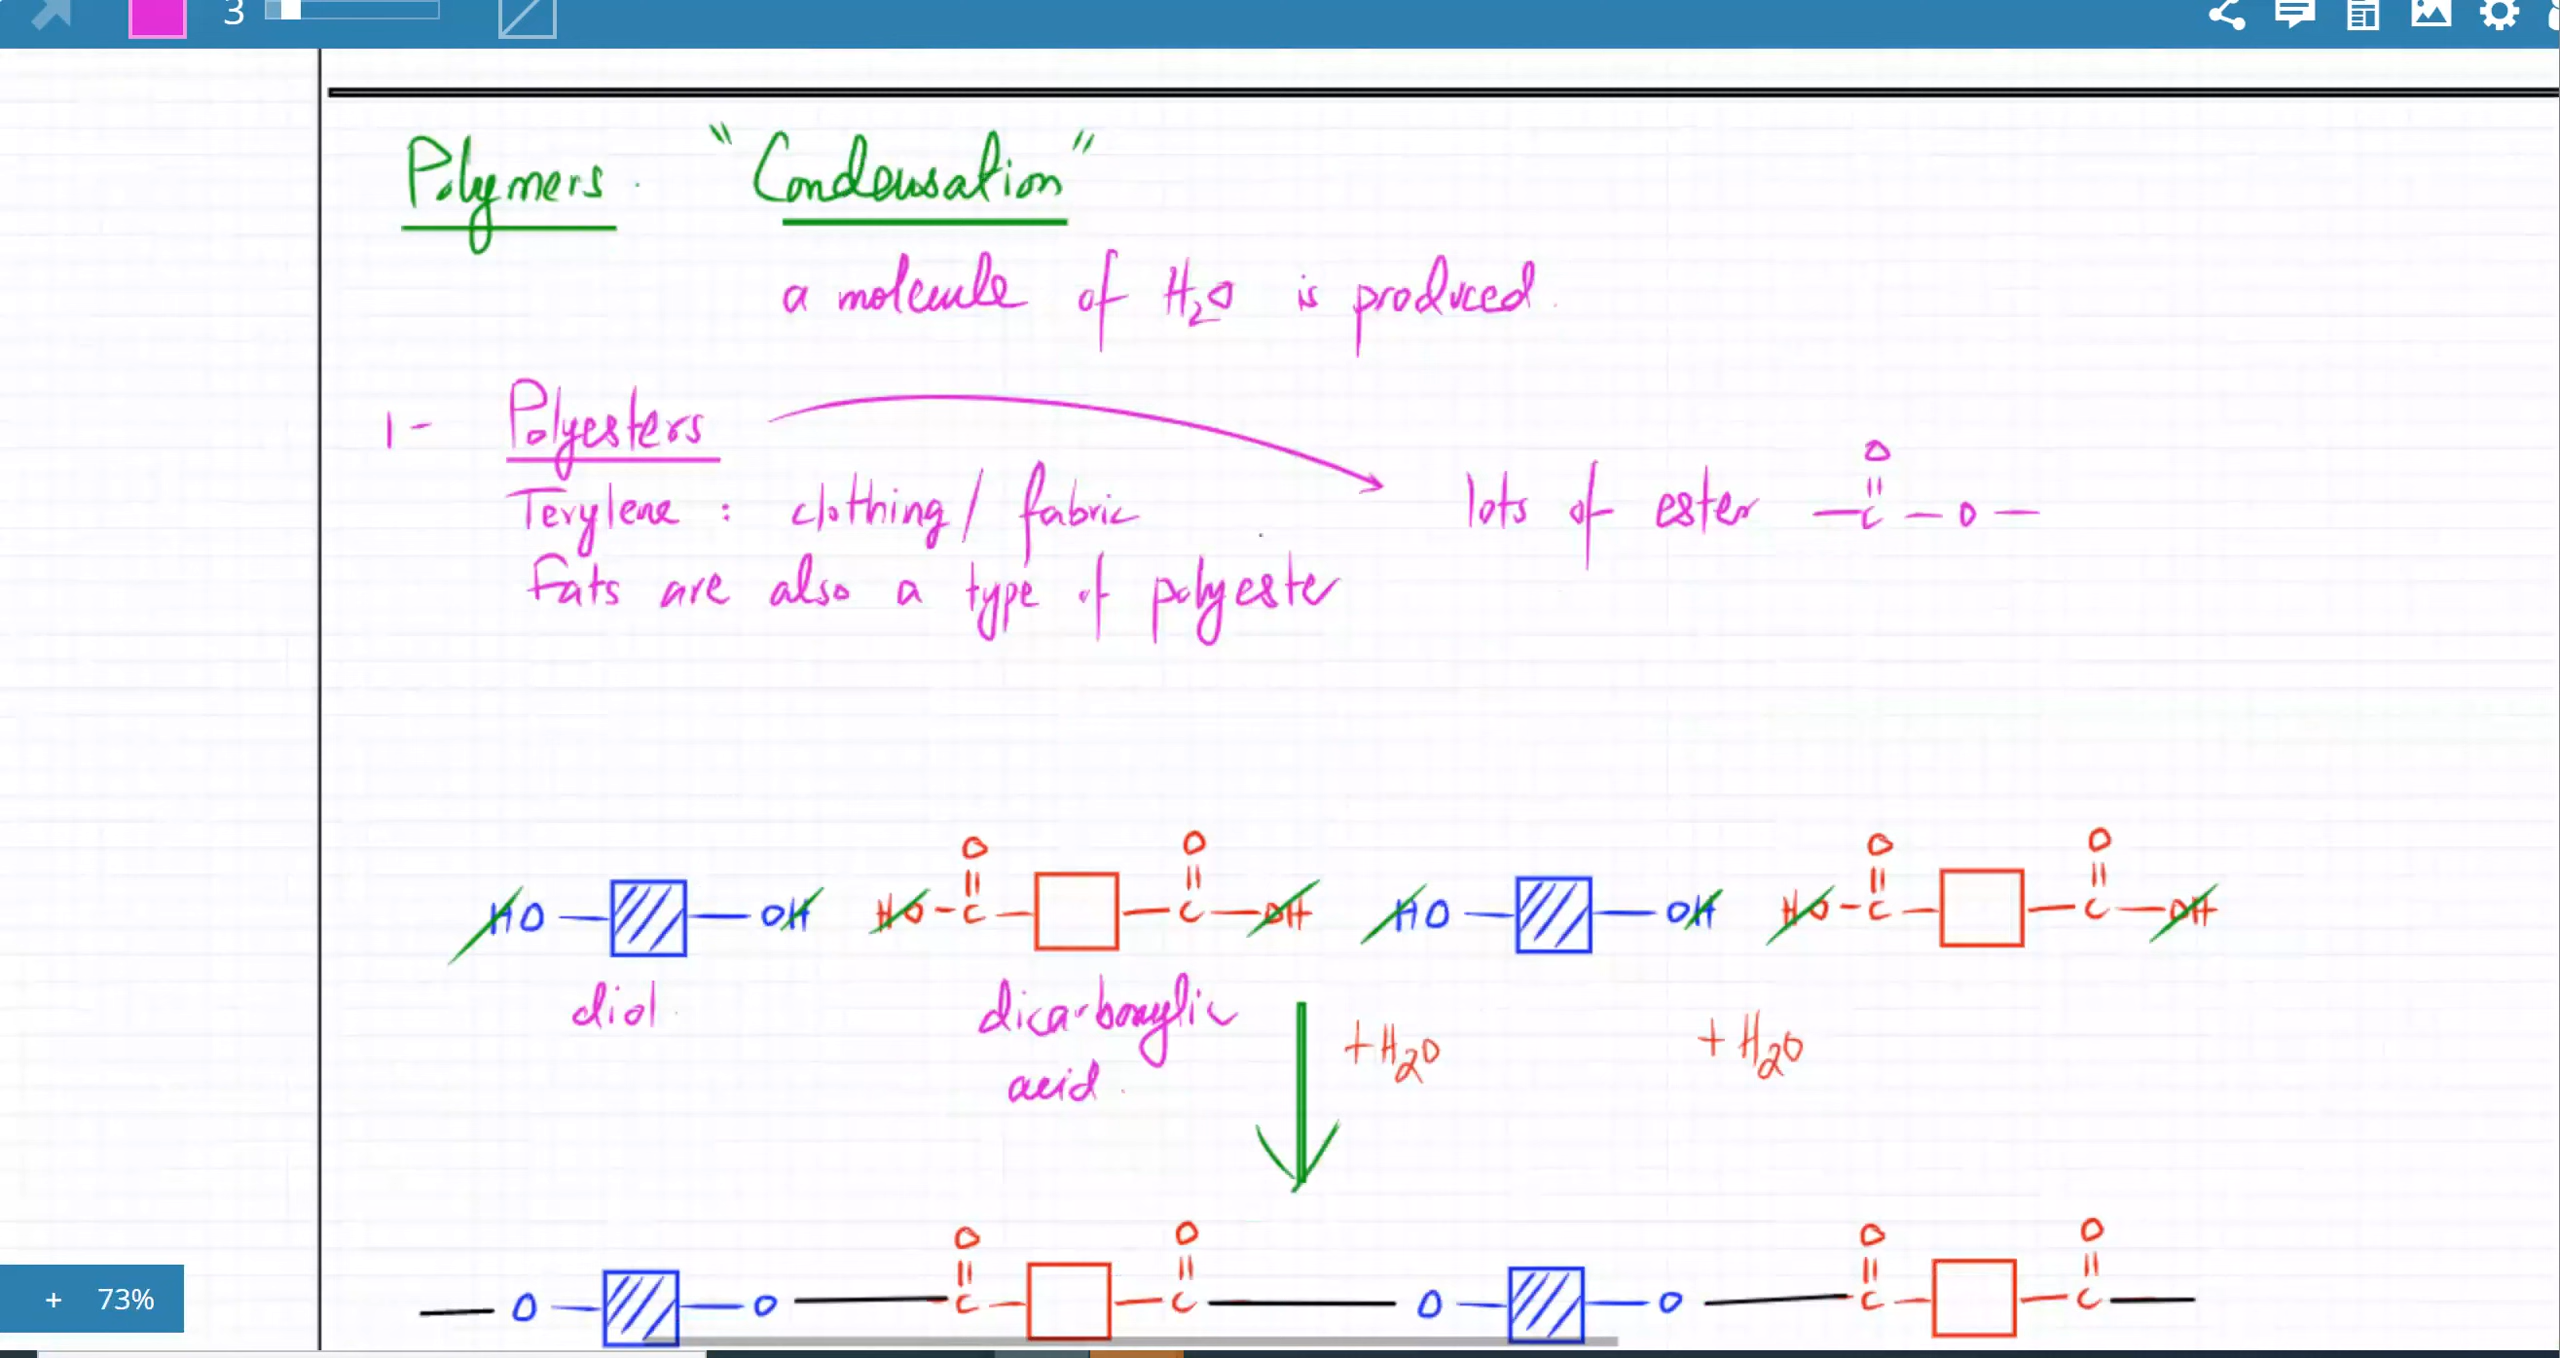 3
Polymers. "Condensation"
a molecule of H₂O is produced.
1- Polyesters
Terylene : clothing / fabric
lots of ester
O
||
—C—O—
Fats are also a type of polyester
O O O O
|| || || ||
HO— —OH HO-C— —C—OH HO— —OH HO-C— —C—OH
diol. dicarboxylic
acid.
+H₂O +H₂O
O O O O
|| || || ||
—O— —O—C— —C—O— —O—C— —C—
+ 73%